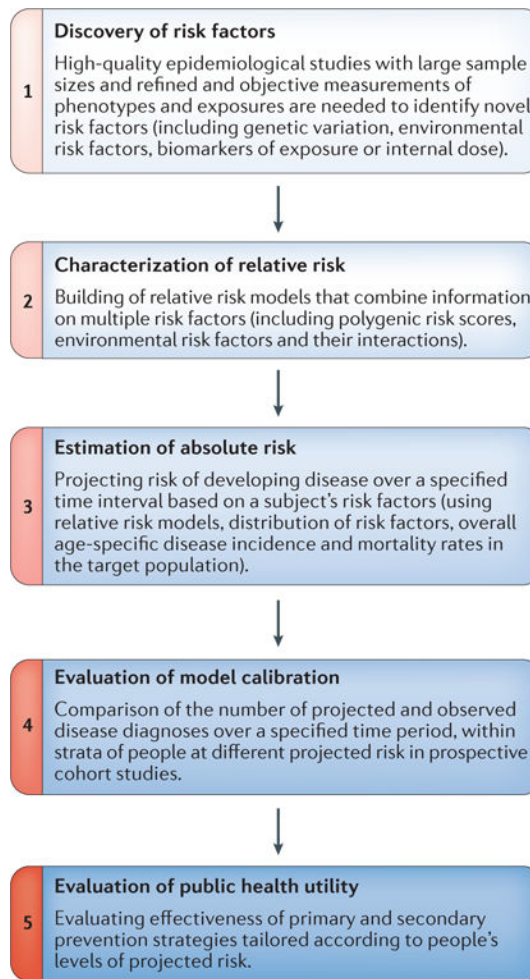 Discovery of risk factors
High-quality epidemiological studies with large sample
sizes and refined and objective measurements of
phenotypes and exposures are needed to identify novel
risk factors (including genetic variation, environmental
risk factors, biomarkers of exposure or internal dose).
1
Characterization of relative risk
Building of relative risk models that combine information
on multiple risk factors (including polygenic risk scores,
environmental risk factors and their interactions).
2
Estimation of absolute risk
Projecting risk of developing disease over a specified
time interval based on a subject's risk factors (using
relative risk models, distribution of risk factors, overall
age-specific disease incidence and mortality rates in
the target population).
3
Evaluation of model calibration
Comparison of the number of projected and observed
disease diagnoses over a specified time period, within
strata of people at different projected risk in prospective
cohort studies.
4
Evaluation of public health utility
Evaluating effectiveness of primary and secondary
prevention strategies tailored according to people's
levels of projected risk.
5